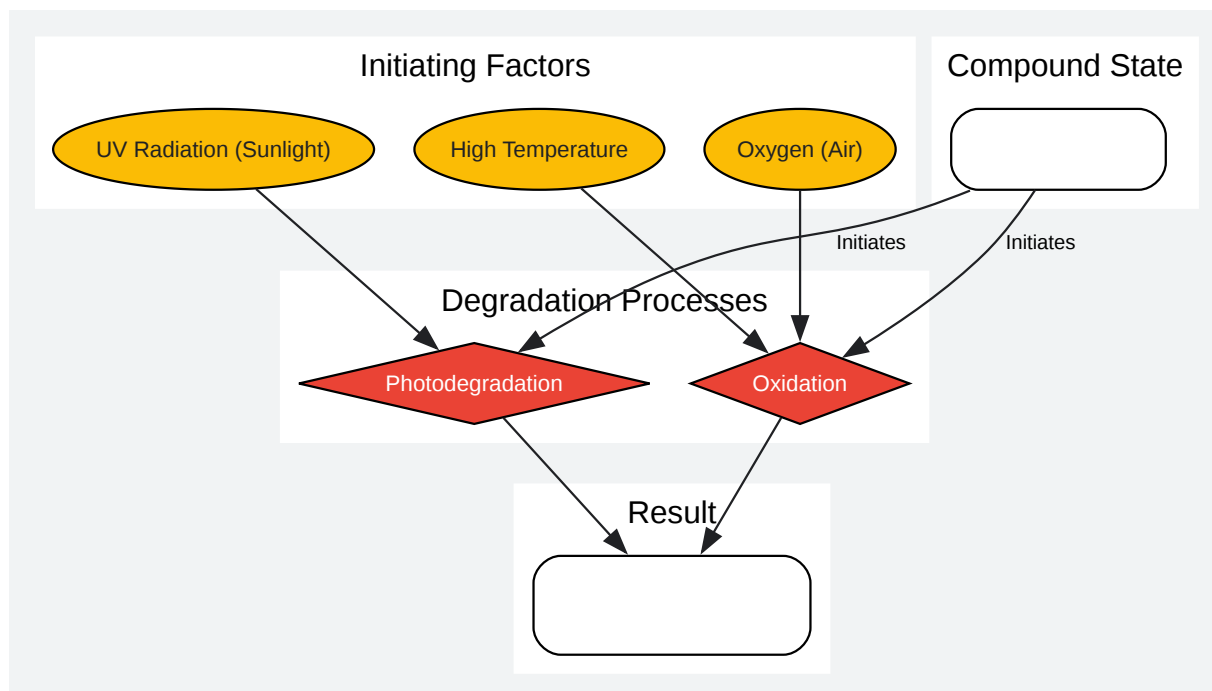 Initiating Factors
Compound State
UV Radiation (Sunlight)
High Temperature
Oxygen (Air)
Initiates
Initiates
Degradation Processes
Photodegradation
Oxidation
Result